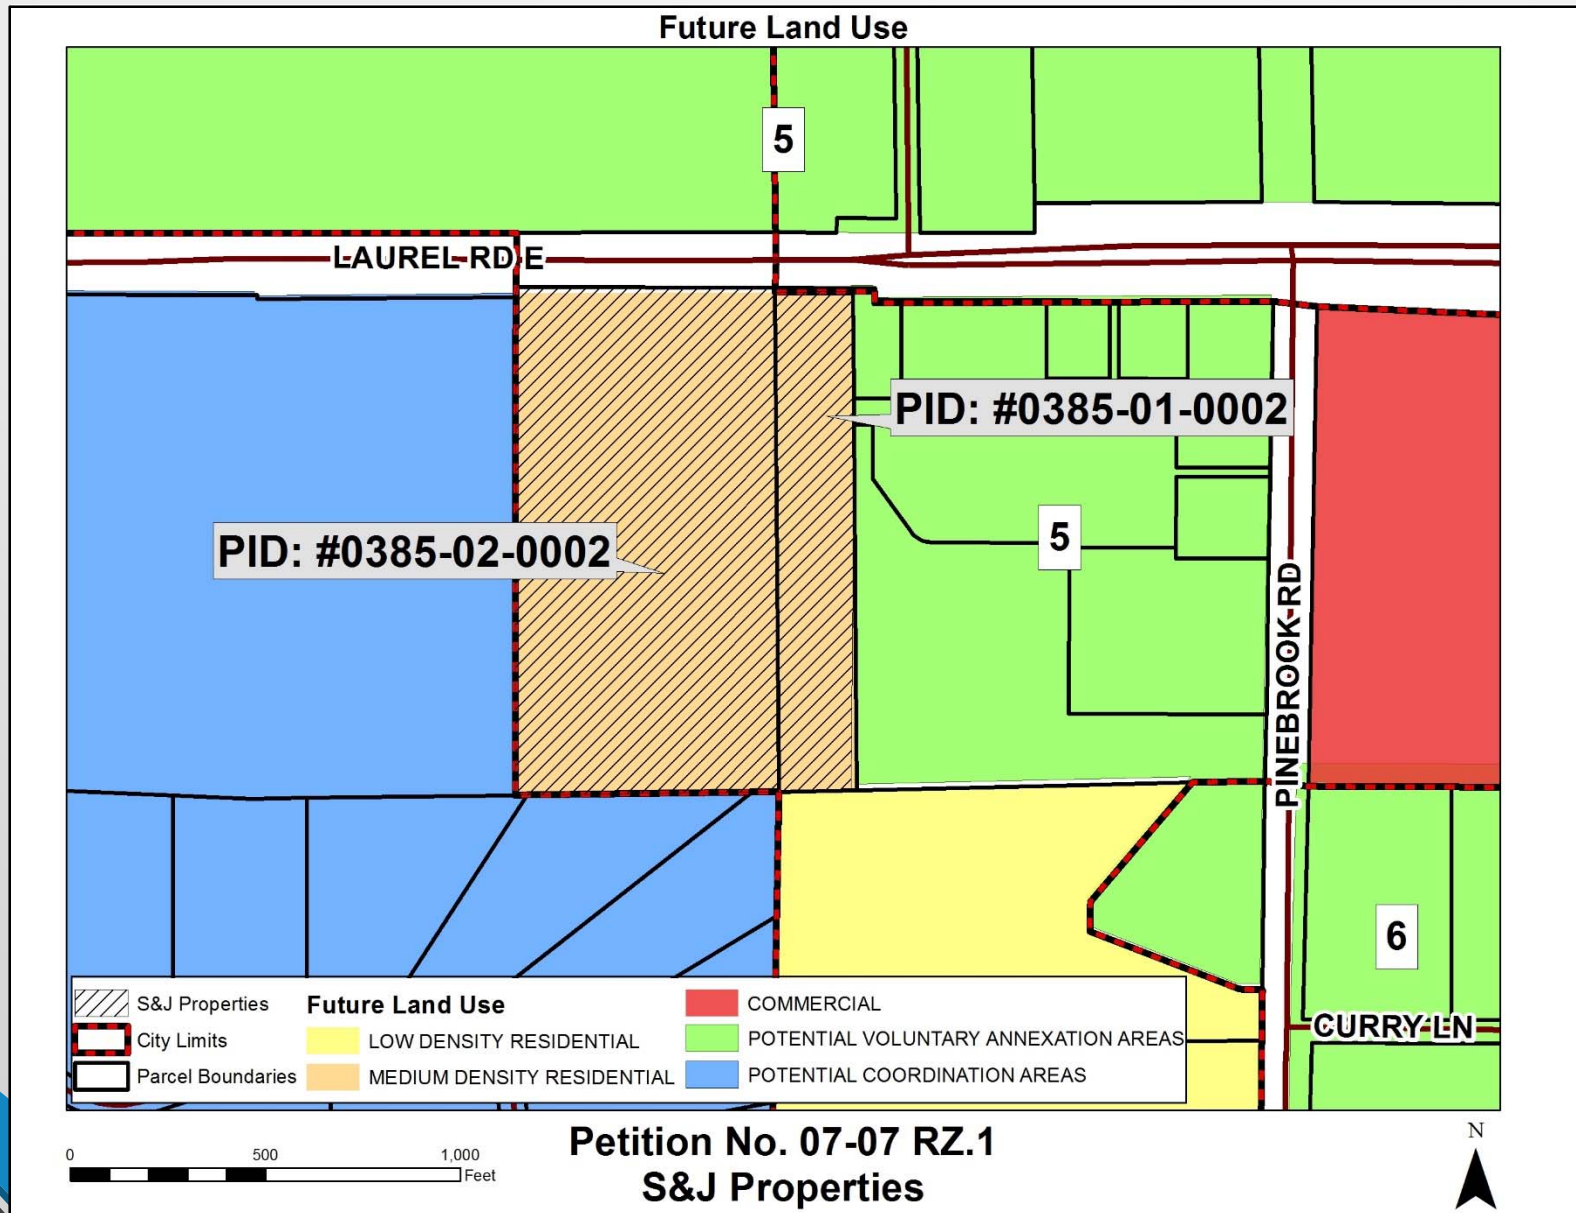 Future Land Use
5
LAUREL RD E
PID: #0385-01-0002
PID: #0385-02-0002
5
PINEBROOK RD
6
CURRY LN
S&J Properties
City Limits
Parcel Boundaries
Future Land Use
LOW DENSITY RESIDENTIAL
MEDIUM DENSITY RESIDENTIAL
COMMERCIAL
POTENTIAL VOLUNTARY ANNEXATION AREAS
POTENTIAL COORDINATION AREAS
0 500 1,000
Feet
Petition No. 07-07 RZ.1
S&J Properties
N